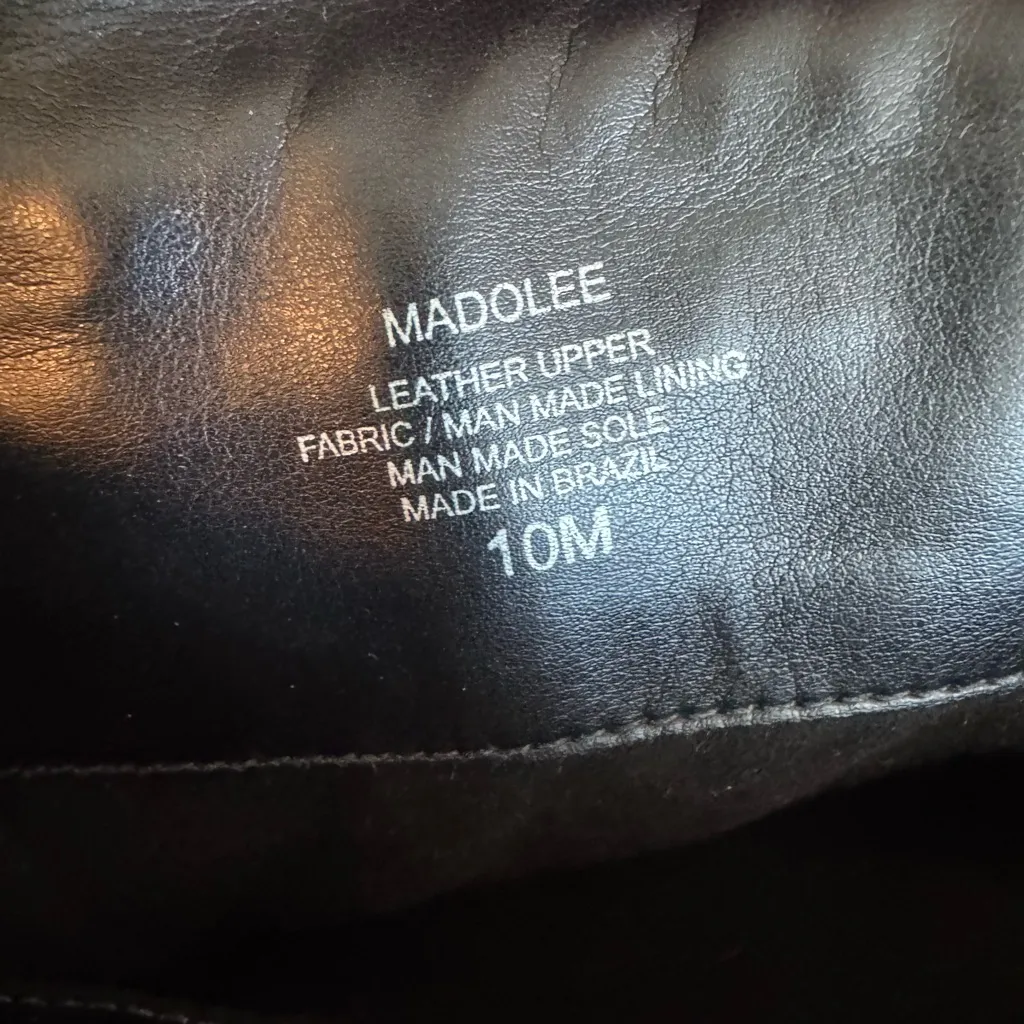 MADOLEE
LEATHER UPPER
FABRIC / MAN MADE LINING
MAN MADE SOLE
MADE IN BRAZIL
10M